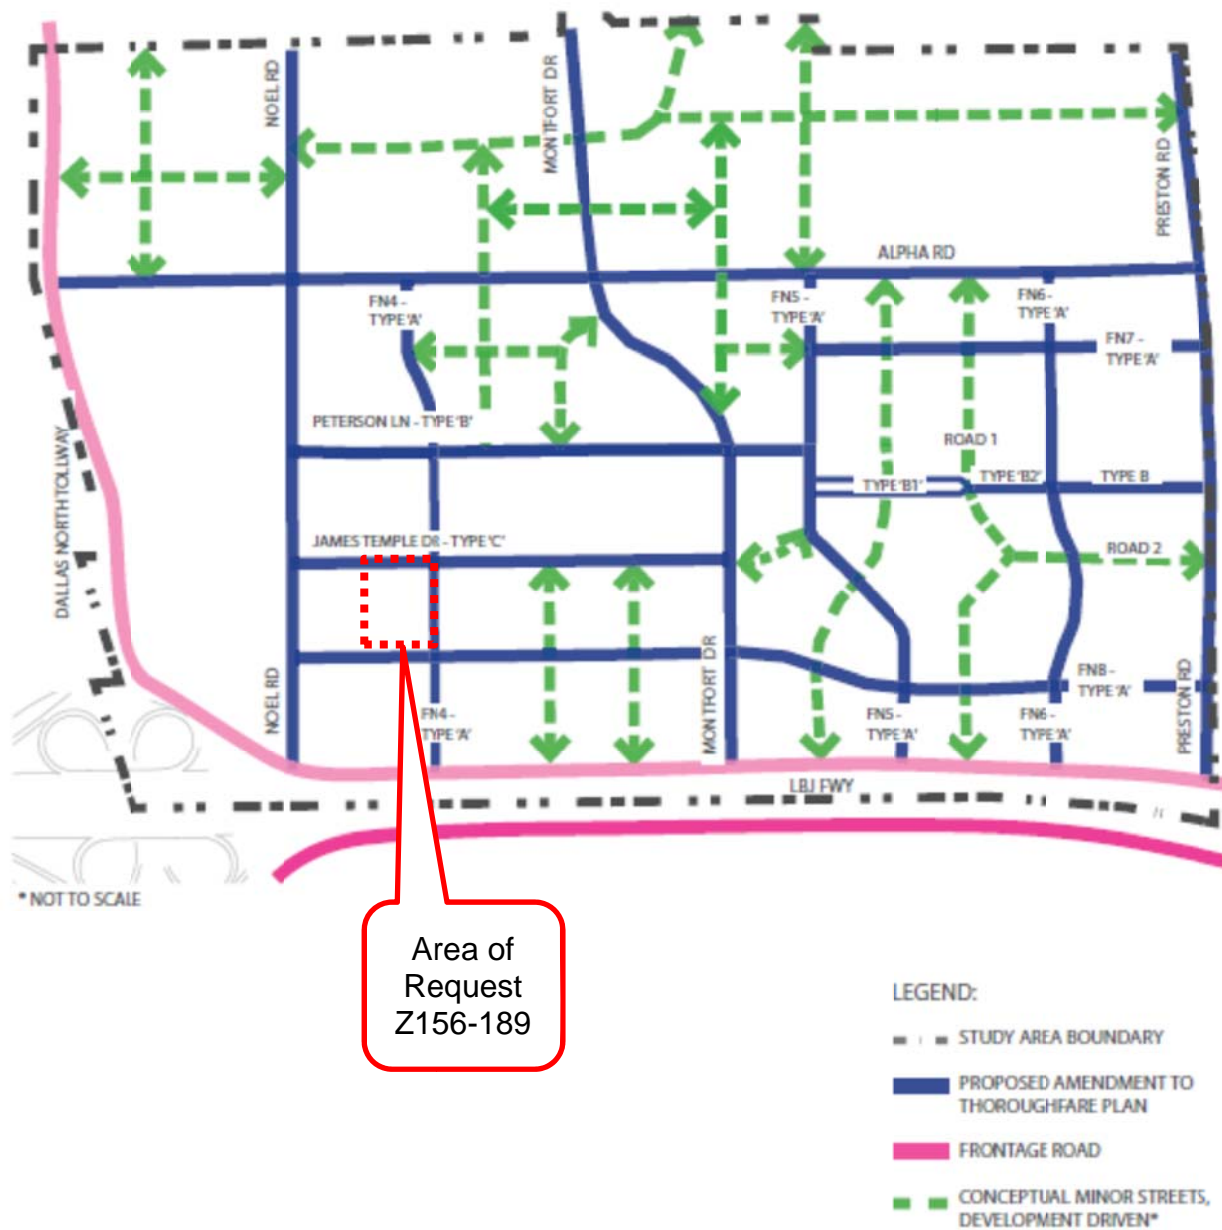 NOEL RD
MONTFORT DR
PRESTON RD
ALPHA RD
FN4 -
TYPE 'A'
FN5 -
TYPE 'A'
FN6 -
TYPE 'A'
FN7 -
TYPE 'A'
PETERSON LN - TYPE 'B'
ROAD 1
TYPE 'B1'
TYPE 'B2'
TYPE B
DALLAS NORTH TOLLWAY
JAMES TEMPLE DR - TYPE 'C'
ROAD 2
NOEL RD
FN4 -
TYPE 'A'
MONTFORT DR
FN5 -
TYPE 'A'
FN6 -
TYPE 'A'
FN8 -
TYPE 'A'
PRESTON RD
LBJ FWY
* NOT TO SCALE
Area of
Request
Z156-189
LEGEND:
STUDY AREA BOUNDARY
PROPOSED AMENDMENT TO
THOROUGHFARE PLAN
FRONTAGE ROAD
CONCEPTUAL MINOR STREETS,
DEVELOPMENT DRIVEN*